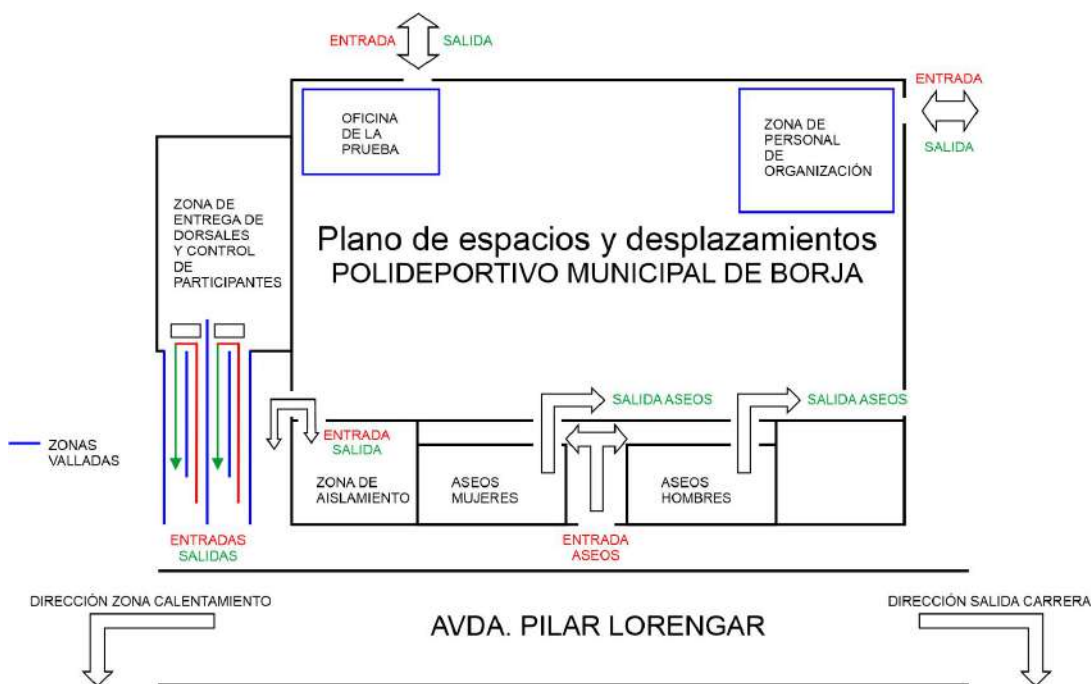 ENTRADA
SALIDA
ENTRADA
SALIDA
OFICINA
DE LA
PRUEBA
ZONA DE
PERSONAL
DE
ORGANIZACIÓN
ZONA DE
ENTREGA DE
DORSALES
Y CONTROL
DE
PARTICIPANTES
Plano de espacios y desplazamientos
POLIDEPORTIVO MUNICIPAL DE BORJA
SALIDA ASEOS
SALIDA ASEOS
ZONAS
VALLADAS
ENTRADA
SALIDA
ZONA DE
AISLAMIENTO
ASEOS
MUJERES
ASEOS
HOMBRES
ENTRADAS
SALIDAS
ENTRADA
ASEOS
DIRECCIÓN ZONA CALENTAMIENTO
DIRECCIÓN SALIDA CARRERA
AVDA. PILAR LORENGAR